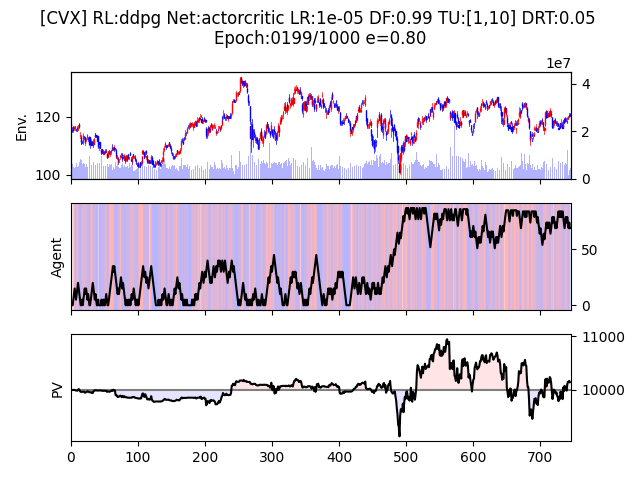 [CVX] RL:ddpg Net:actorcritic LR:1e-05 DF:0.99 TU:[1,10] DRT:0.05
Epoch:0199/1000 e=0.80
1e7
Env.
120
100
4
2
0
Agent
50
0
PV
11000
10000
0 100 200 300 400 500 600 700